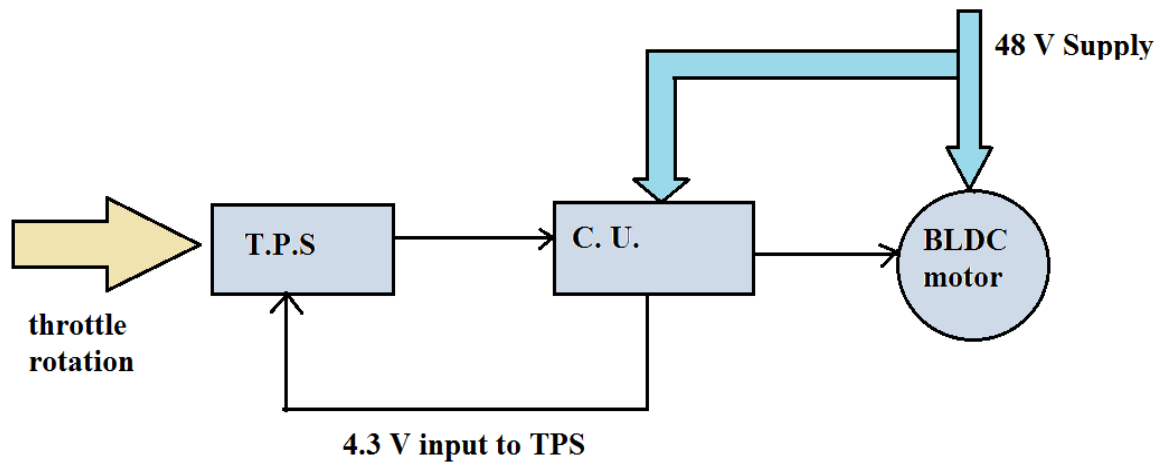 48 V Supply
T.P.S
C. U.
BLDC
motor
throttle
rotation
4.3 V input to TPS